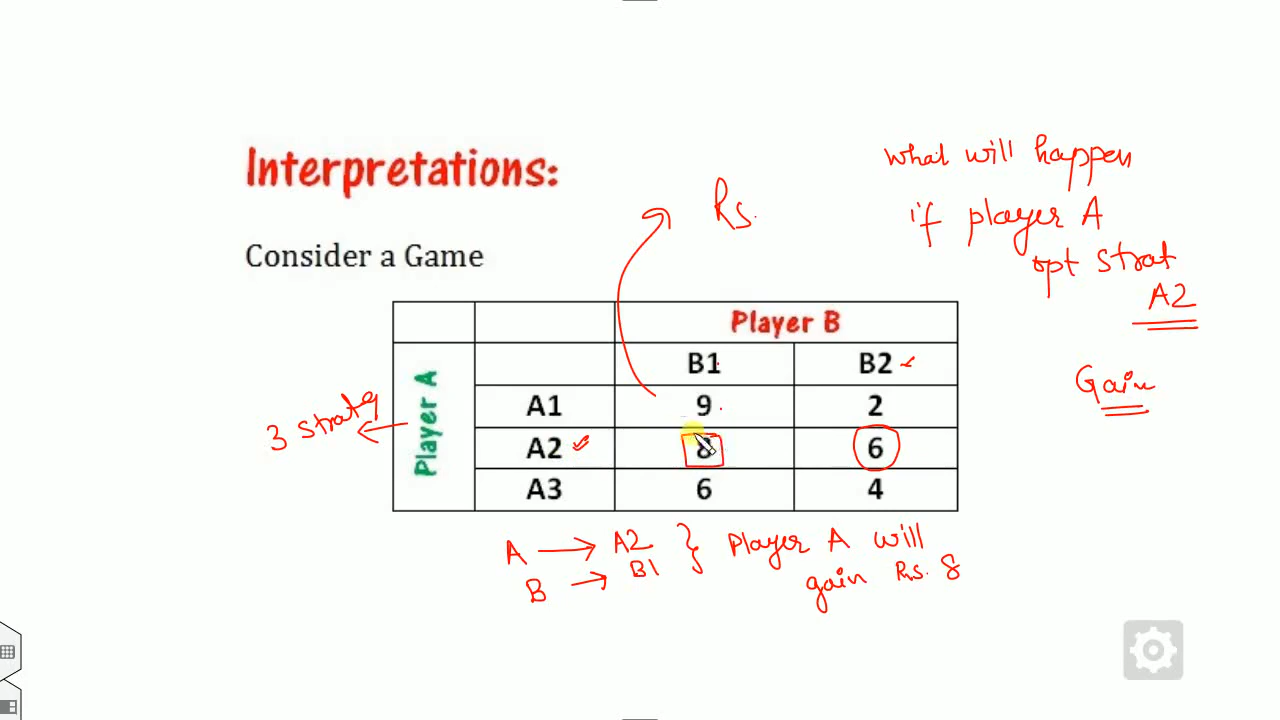 Interpretations:
Consider a Game
Rs.
what will happen
if player A
opt strat
A2
Gain
3 strateg
Player B
Player A
B1 B2
A1 9 2
A2 8 6
A3 6 4
A → A2 } Player A will
B → B1 gain Rs. 8